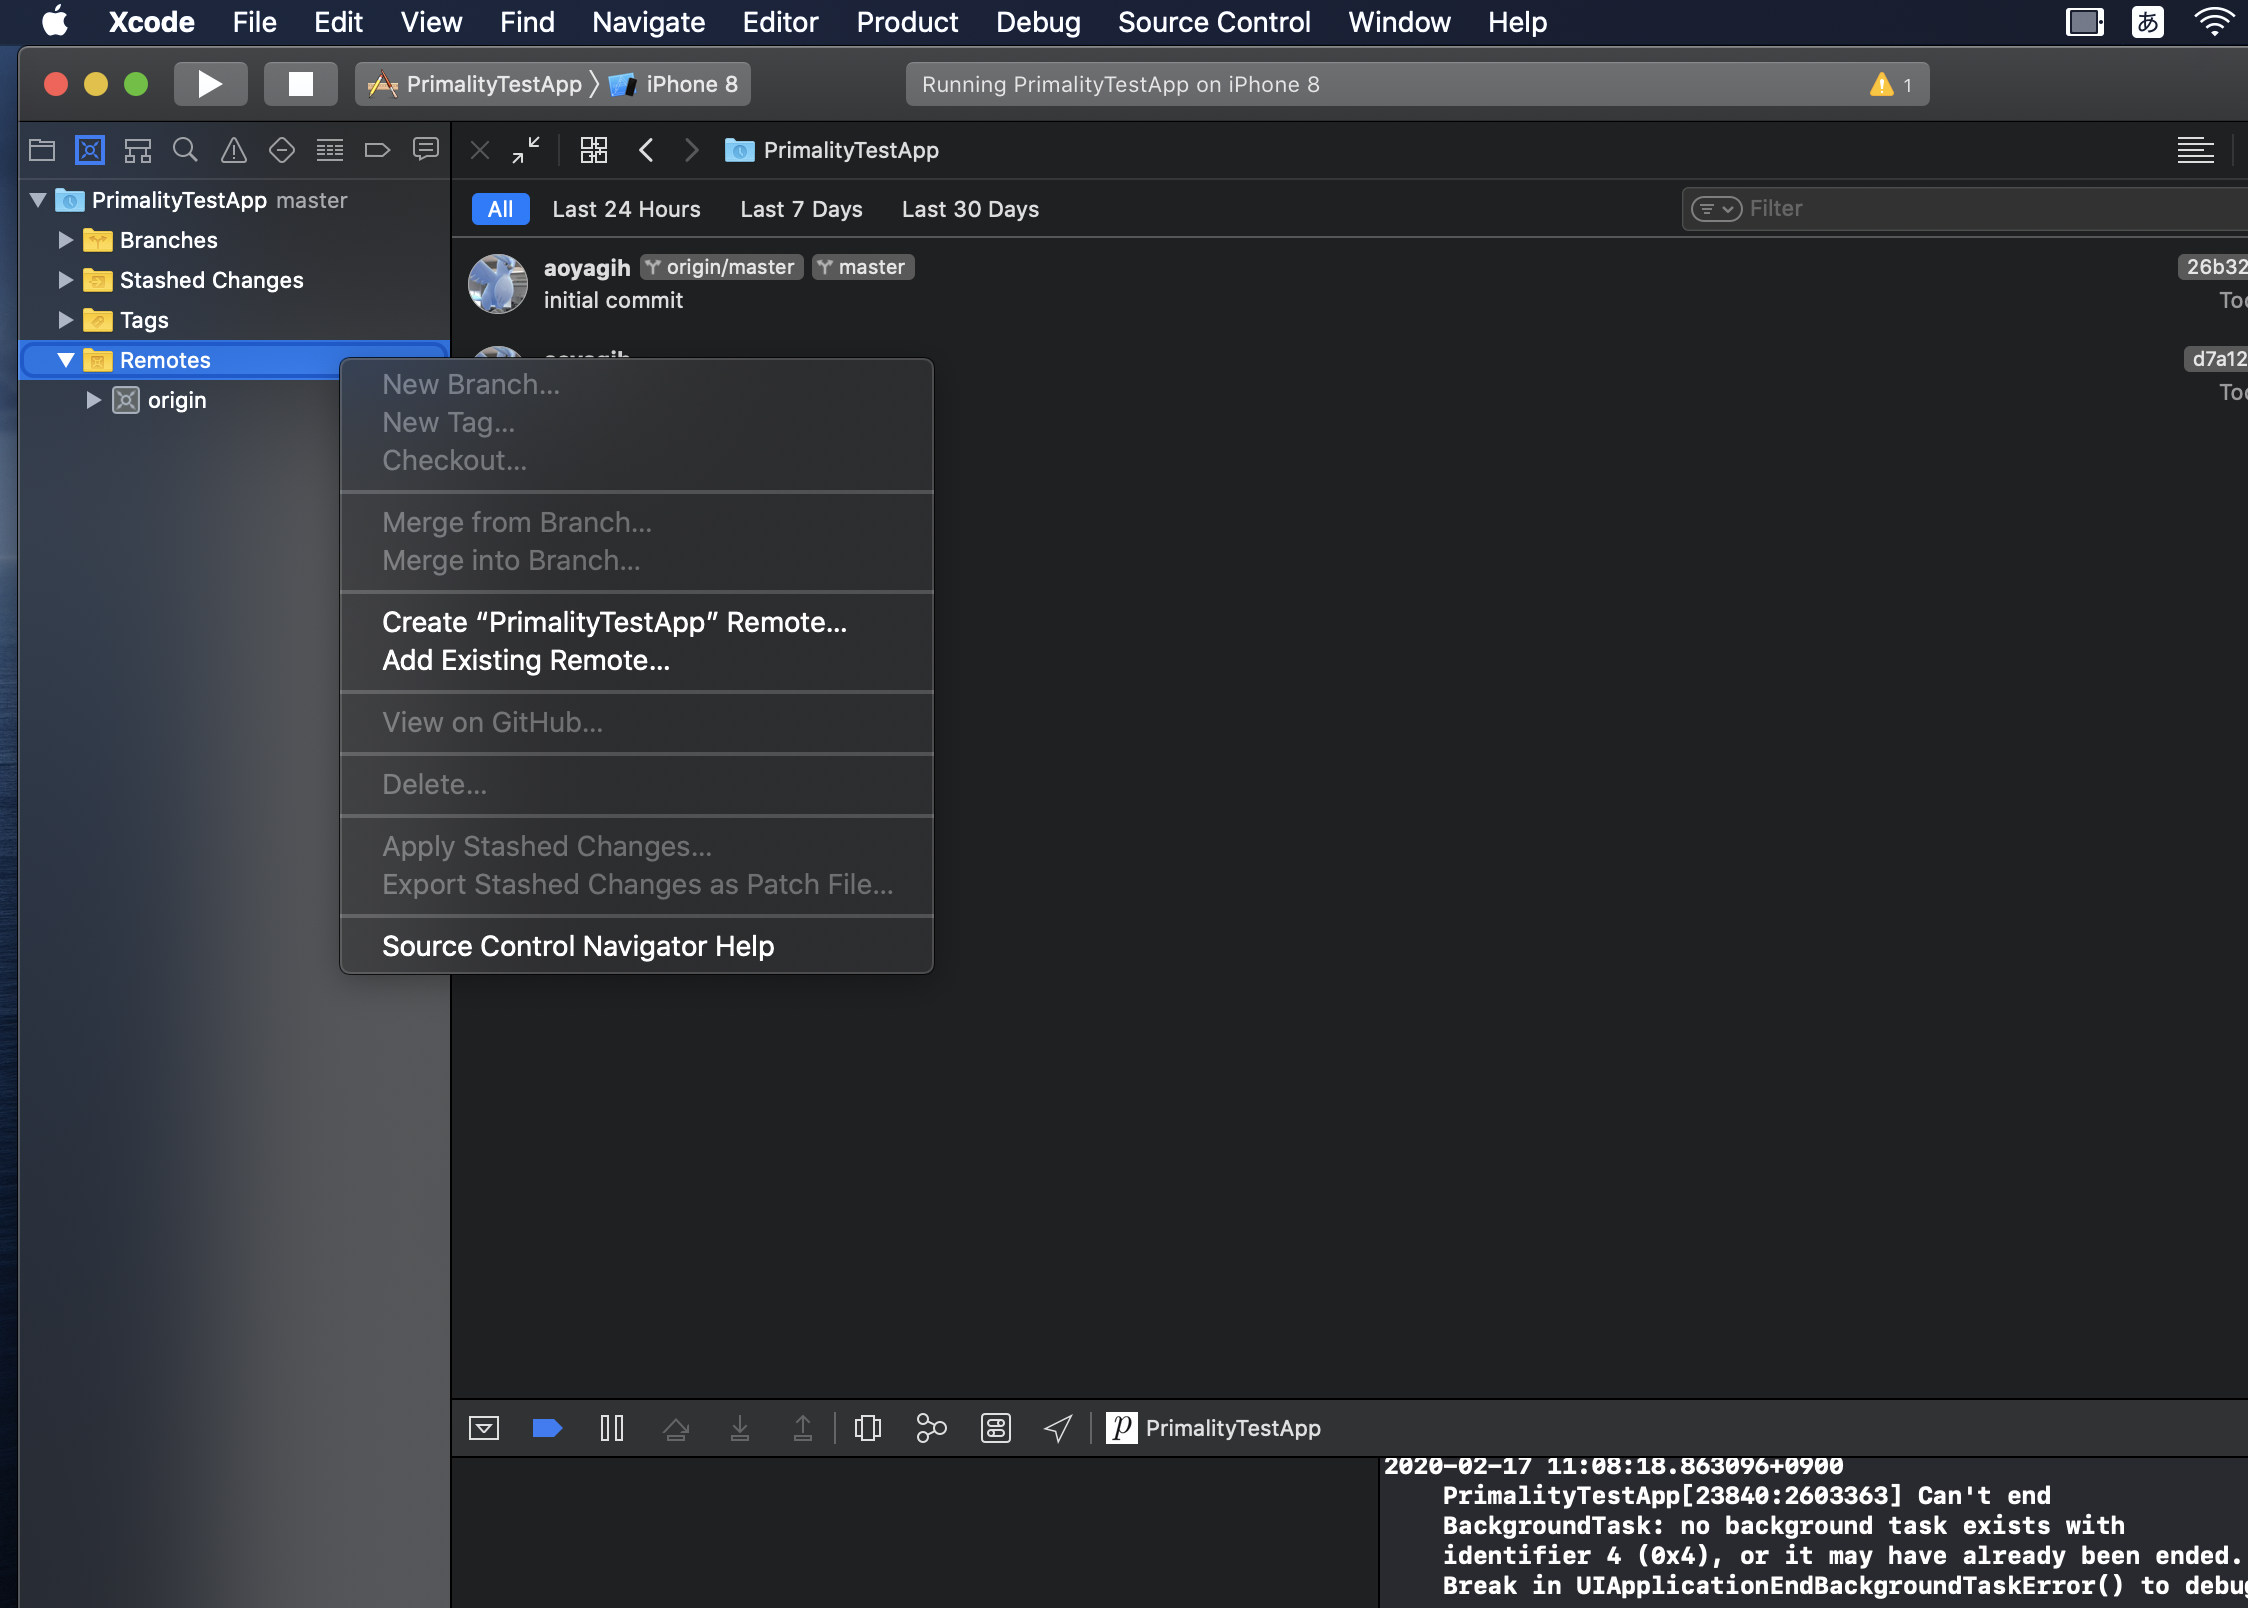 Xcode File Edit View Find Navigate Editor Product Debug Source Control Window Help あ
PrimalityTestApp iPhone 8 Running PrimalityTestApp on iPhone 8 1
PrimalityTestApp
PrimalityTestApp master
All Last 24 Hours Last 7 Days Last 30 Days Filter
Branches
Stashed Changes
Tags
Remotes
origin
aoyagih origin/master master 26b32
initial commit
aoyagih d7a12
New Branch...
New Tag...
Checkout...
Merge from Branch...
Merge into Branch...
Create “PrimalityTestApp” Remote...
Add Existing Remote...
View on GitHub...
Delete...
Apply Stashed Changes...
Export Stashed Changes as Patch File...
Source Control Navigator Help
p PrimalityTestApp
2020-02-17 11:08:18.863096+0900
PrimalityTestApp[23840:2603363] Can't end
BackgroundTask: no background task exists with
identifier 4 (0x4), or it may have already been ended.
Break in UIApplicationEndBackgroundTaskError() to